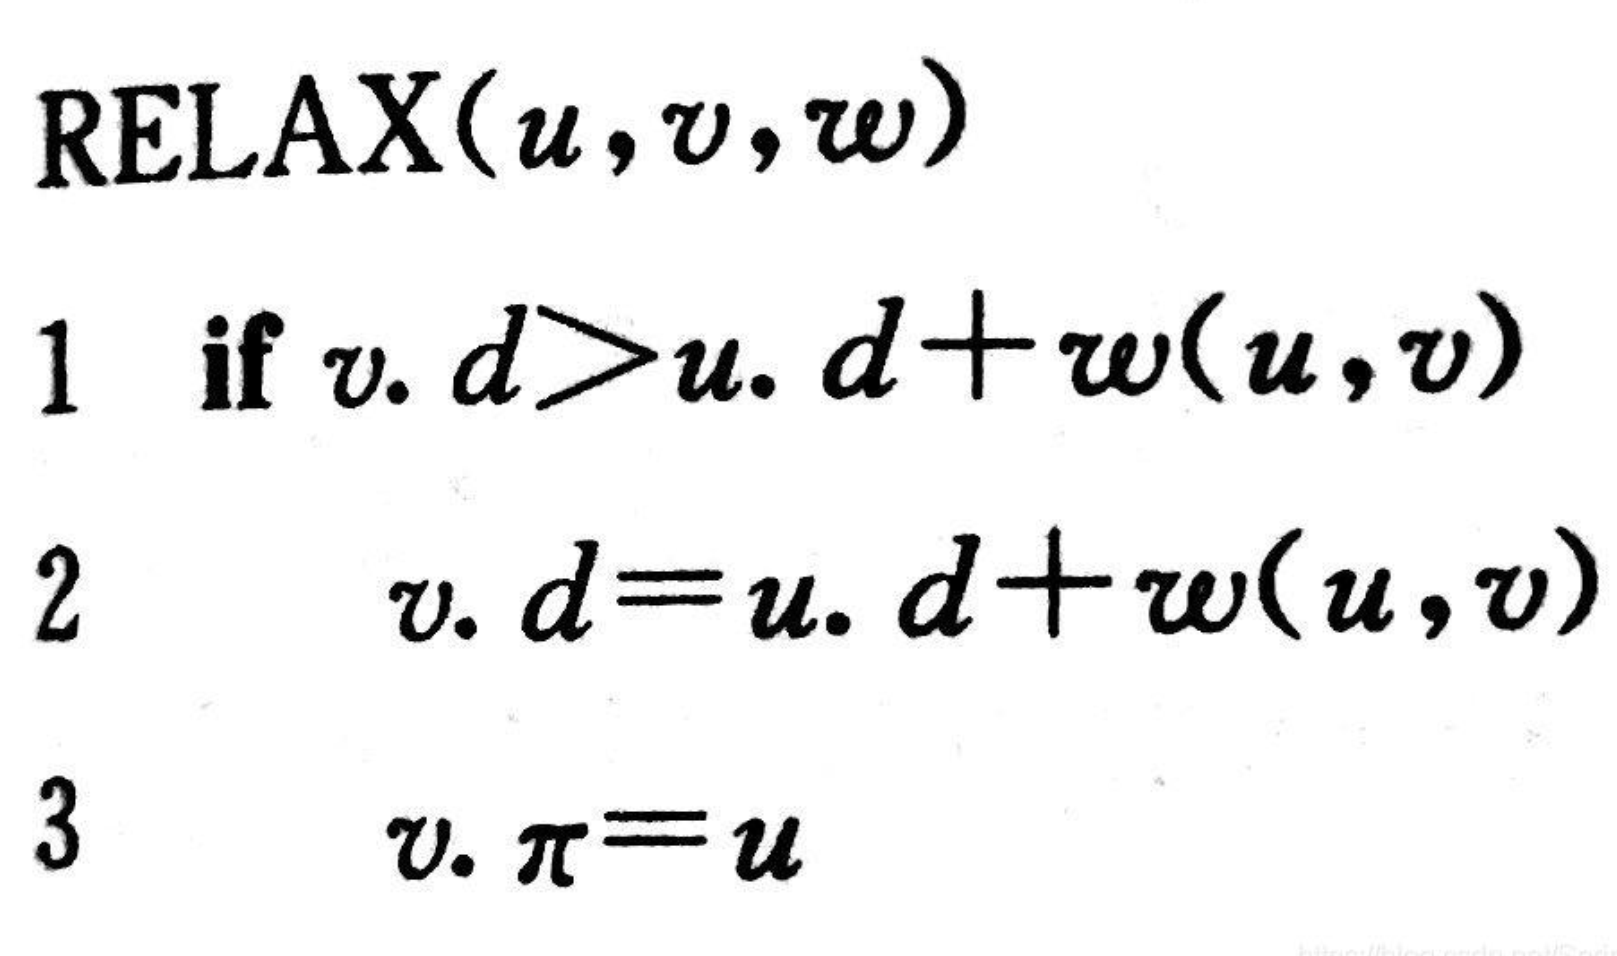 RELAX(u,v,w)
1 if v.d>u.d+w(u,v)
2 v.d=u.d+w(u,v)
3 v.π=u